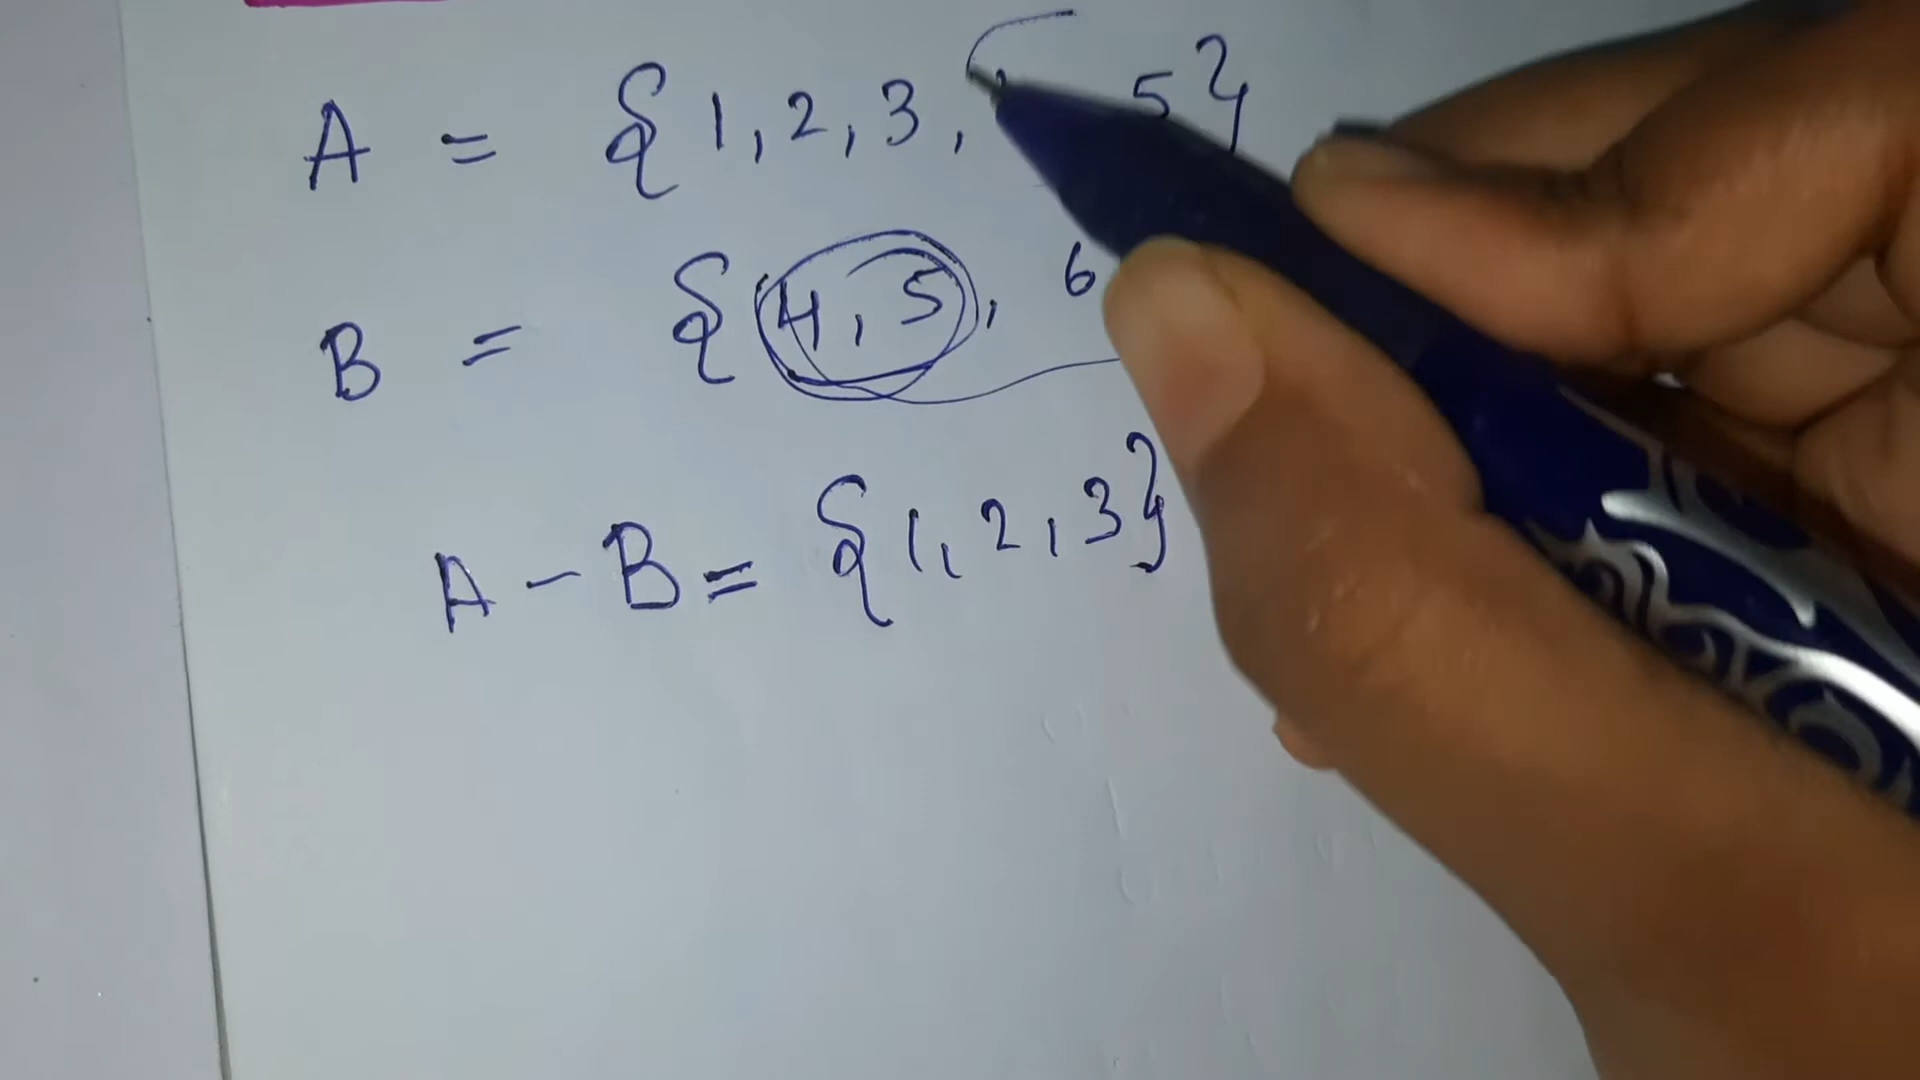 A = { 1, 2, 3, 5}
B = { 4, 5, 6
A - B = { 1, 2, 3}